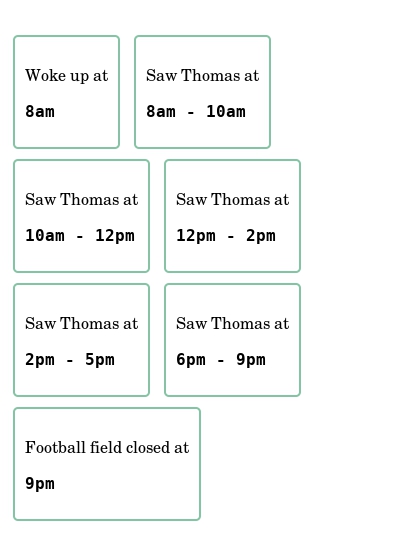 Woke up at
8am
Saw Thomas at
8am - 10am
Saw Thomas at
10am - 12pm
Saw Thomas at
12pm - 2pm
Saw Thomas at
2pm - 5pm
Saw Thomas at
6pm - 9pm
Football field closed at
9pm